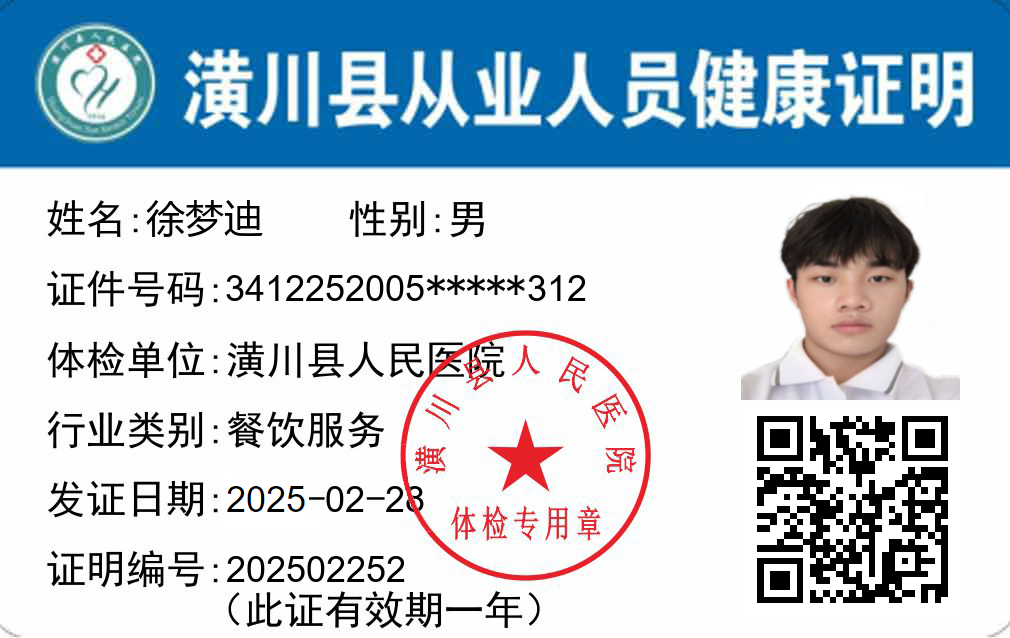 潢川县从业人员健康证明
姓名:徐梦迪 性别:男
证件号码:3412252005*****312
体检单位:潢川县人民医院
行业类别:餐饮服务
发证日期:2025-02-28
证明编号:202502252
（此证有效期一年）
潢川县人民医院
体检专用章